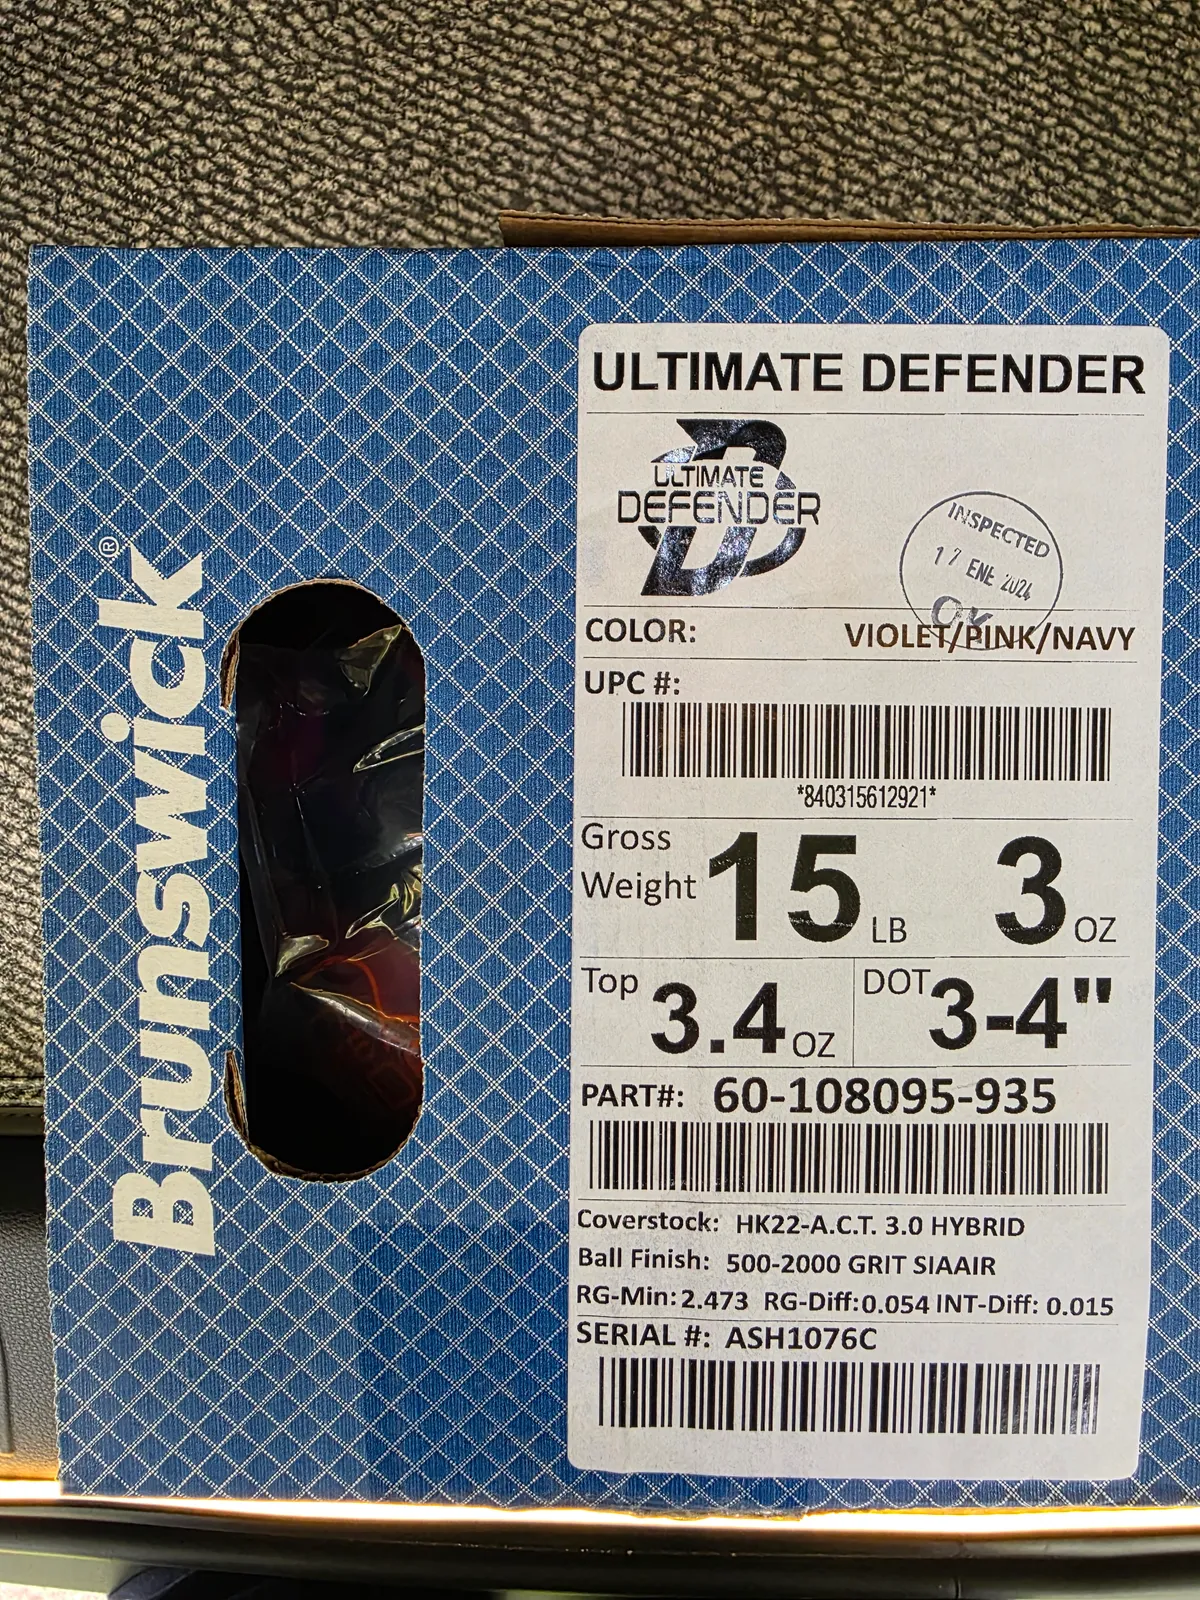 Brunswick®
ULTIMATE DEFENDER
ULTIMATE
DEFENDER
INSPECTED
17 ENE 2024
OK
COLOR: VIOLET/PINK/NAVY
UPC #:
*840315612921*
Gross
Weight 15 LB 3 OZ
Top 3.4 OZ DOT 3-4"
PART#: 60-108095-935
Coverstock: HK22-A.C.T. 3.0 HYBRID
Ball Finish: 500-2000 GRIT SIAAIR
RG-Min: 2.473 RG-Diff: 0.054 INT-Diff: 0.015
SERIAL #: ASH1076C